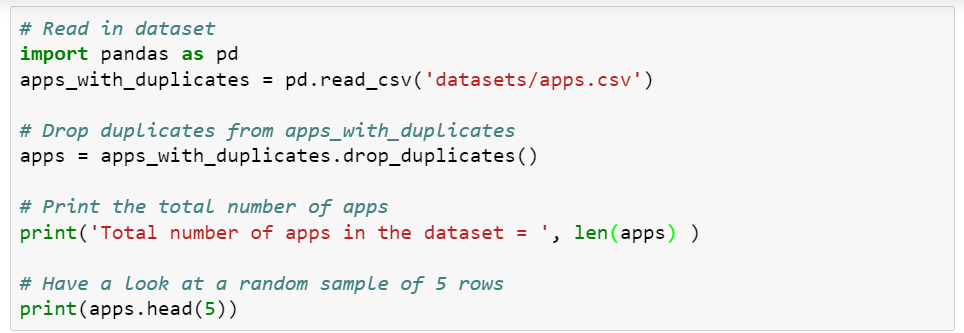 # Read in dataset
import pandas as pd
apps_with_duplicates = pd.read_csv('datasets/apps.csv')
# Drop duplicates from apps_with_duplicates
apps = apps_with_duplicates.drop_duplicates()
# Print the total number of apps
print('Total number of apps in the dataset = ', len(apps) )
# Have a look at a random sample of 5 rows
print(apps.head(5))